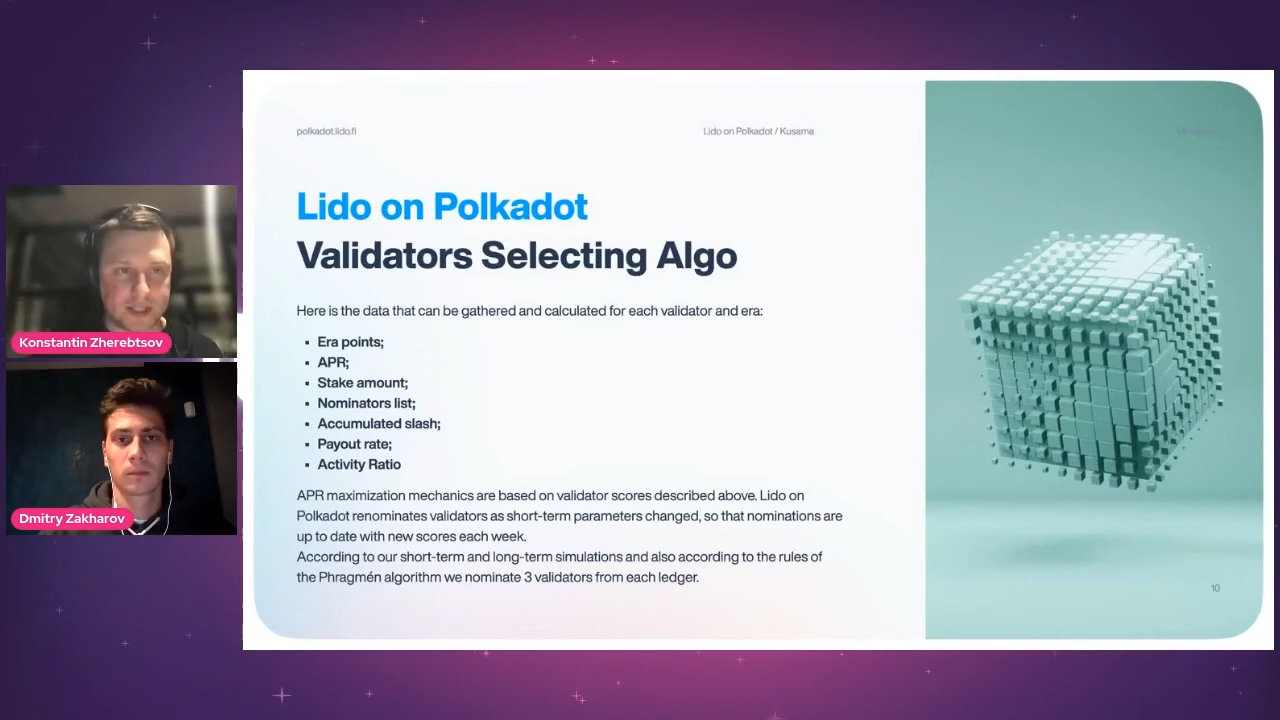 polkadot.lido.fi
Lido on Polkadot / Kusama
Lido on Polkadot
Validators Selecting Algo
Here is the data that can be gathered and calculated for each validator and era:
▪ Era points;
▪ APR;
▪ Stake amount;
▪ Nominators list;
▪ Accumulated slash;
▪ Payout rate;
▪ Activity Ratio
APR maximization mechanics are based on validator scores described above. Lido on
Polkadot renominates validators as short-term parameters changed, so that nominations are
up to date with new scores each week.
According to our short-term and long-term simulations and also according to the rules of
the Phragmén algorithm we nominate 3 validators from each ledger.
10
Konstantin Zherebtsov
Dmitry Zakharov